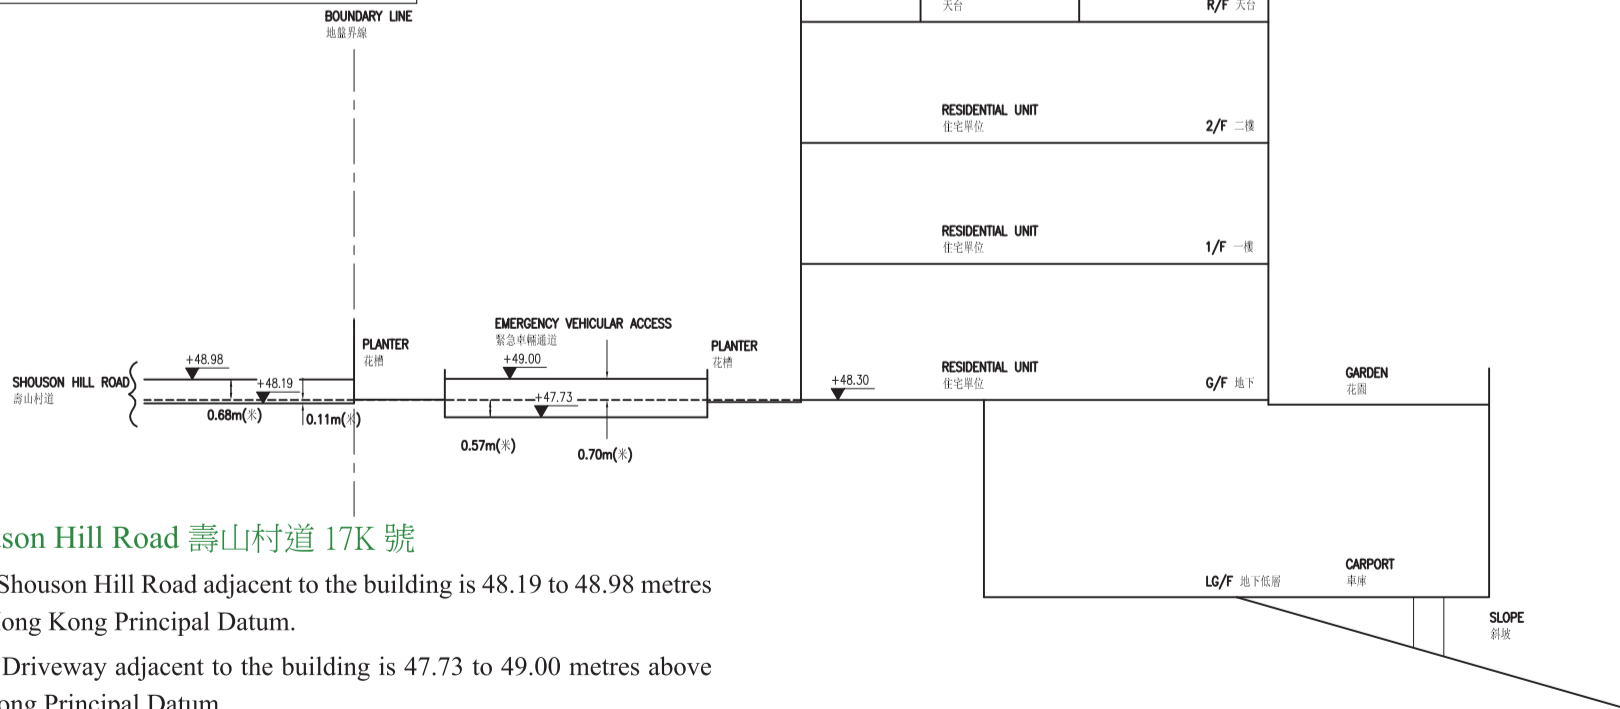 BOUNDARY LINE
地盤界線
天台
R/F 天台
RESIDENTIAL UNIT
住宅單位
2/F 二樓
RESIDENTIAL UNIT
住宅單位
1/F 一樓
EMERGENCY VEHICULAR ACCESS
緊急車輛通道
PLANTER
花槽
PLANTER
花槽
+48.98
+49.00
SHOUSON HILL ROAD
壽山村道
+48.19
+47.73
+48.30
0.68m(米)
0.11m(米)
0.57m(米)
0.70m(米)
RESIDENTIAL UNIT
住宅單位
G/F 地下
GARDEN
花園
LG/F 地下低層
CARPORT
車庫
SLOPE
斜坡
son Hill Road 壽山村道 17K 號
Shouson Hill Road adjacent to the building is 48.19 to 48.98 metres
ong Kong Principal Datum.
Driveway adjacent to the building is 47.73 to 49.00 metres above
ong Principal Datum